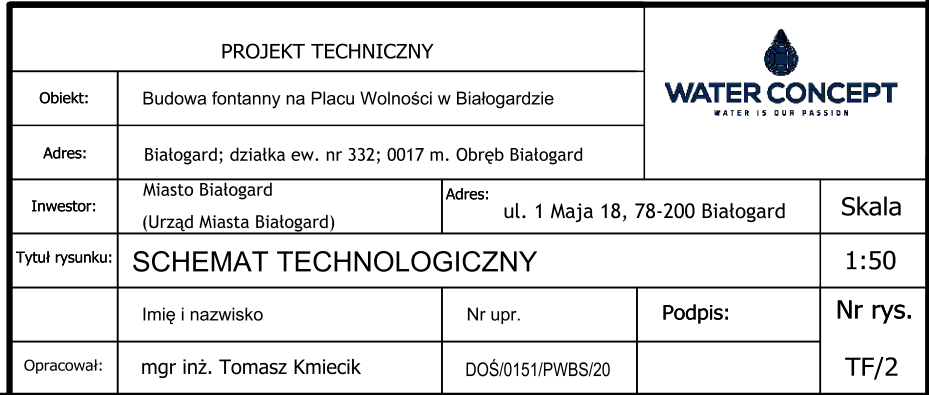 PROJEKT TECHNICZNY
WATER CONCEPT
WATER IS OUR PASSION
Obiekt: Budowa fontanny na Placu Wolności w Białogardzie
Adres: Białogard; działka ew. nr 332; 0017 m. Obręb Białogard
Inwestor: Miasto Białogard
(Urząd Miasta Białogard)
Adres: ul. 1 Maja 18, 78-200 Białogard
Skala
Tytuł rysunku: SCHEMAT TECHNOLOGICZNY 1:50
Imię i nazwisko Nr upr. Podpis: Nr rys.
Opracował: mgr inż. Tomasz Kmiecik DOŚ/0151/PWBS/20 TF/2